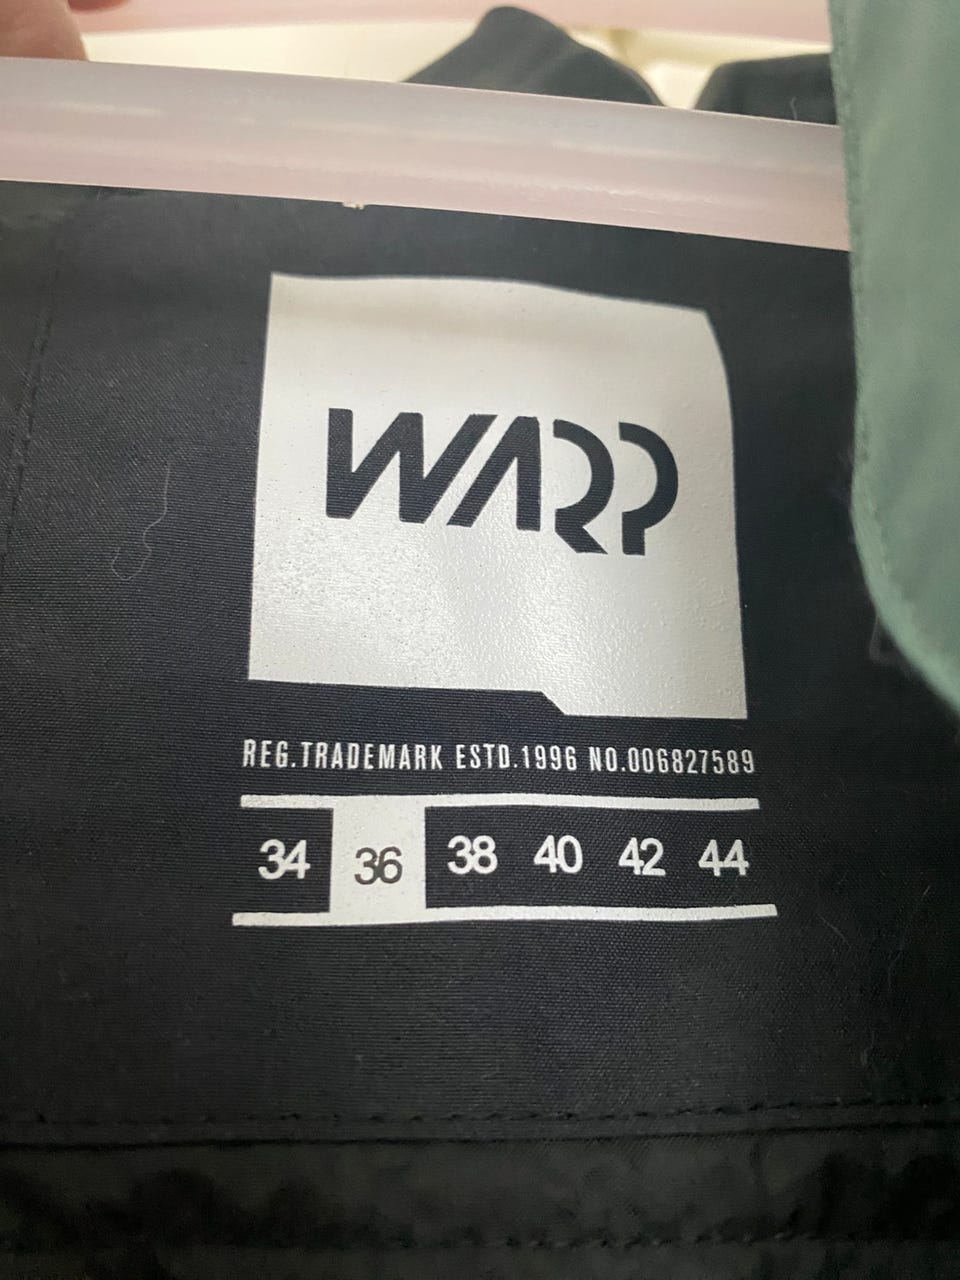 WARP
REG.TRADEMARK ESTD.1996 NO.006827589
34 36 38 40 42 44